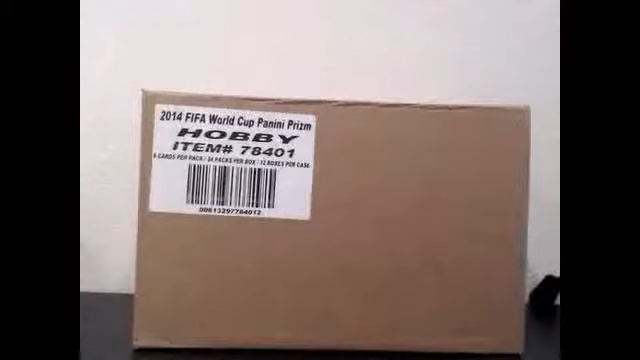 2014 FIFA World Cup Panini Prizm
HOBBY
ITEM# 78401
6 CARDS PER PACK / 24 PACKS PER BOX / 12 BOXES PER CASE
00613297784012